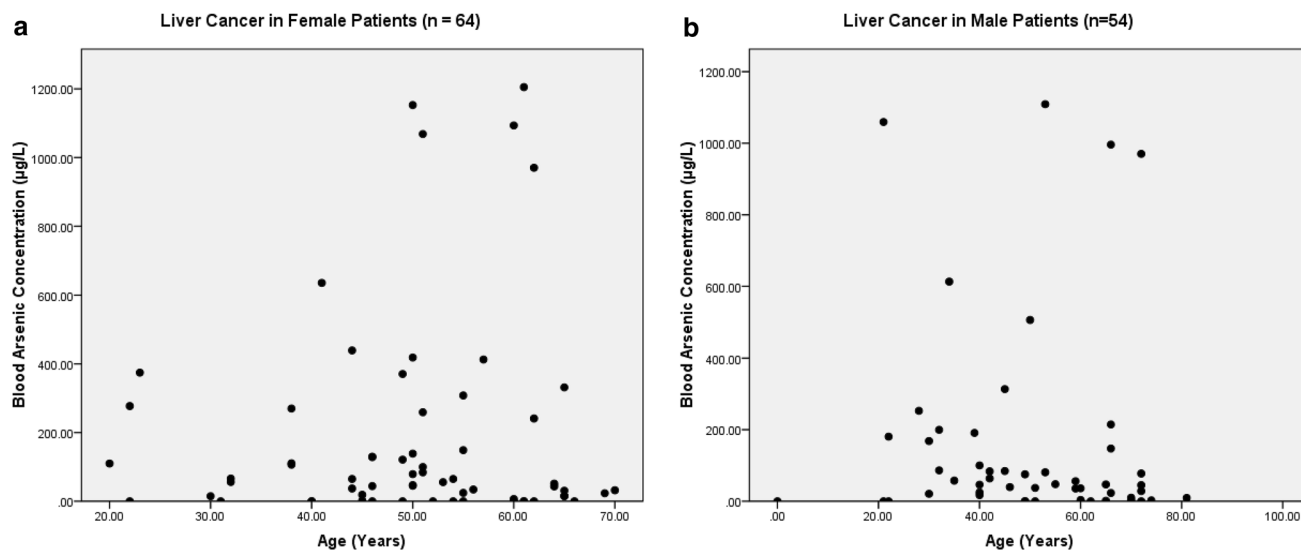 a
Liver Cancer in Female Patients (n = 64)
Blood Arsenic Concentration (µg/L)
1200.00
1000.00
800.00
600.00
400.00
200.00
.00
20.00 30.00 40.00 50.00 60.00 70.00
Age (Years)
b
Liver Cancer in Male Patients (n=54)
Blood Arsenic Concentration (µg/L)
1200.00
1000.00
800.00
600.00
400.00
200.00
.00
.00 20.00 40.00 60.00 80.00 100.00
Age (Years)